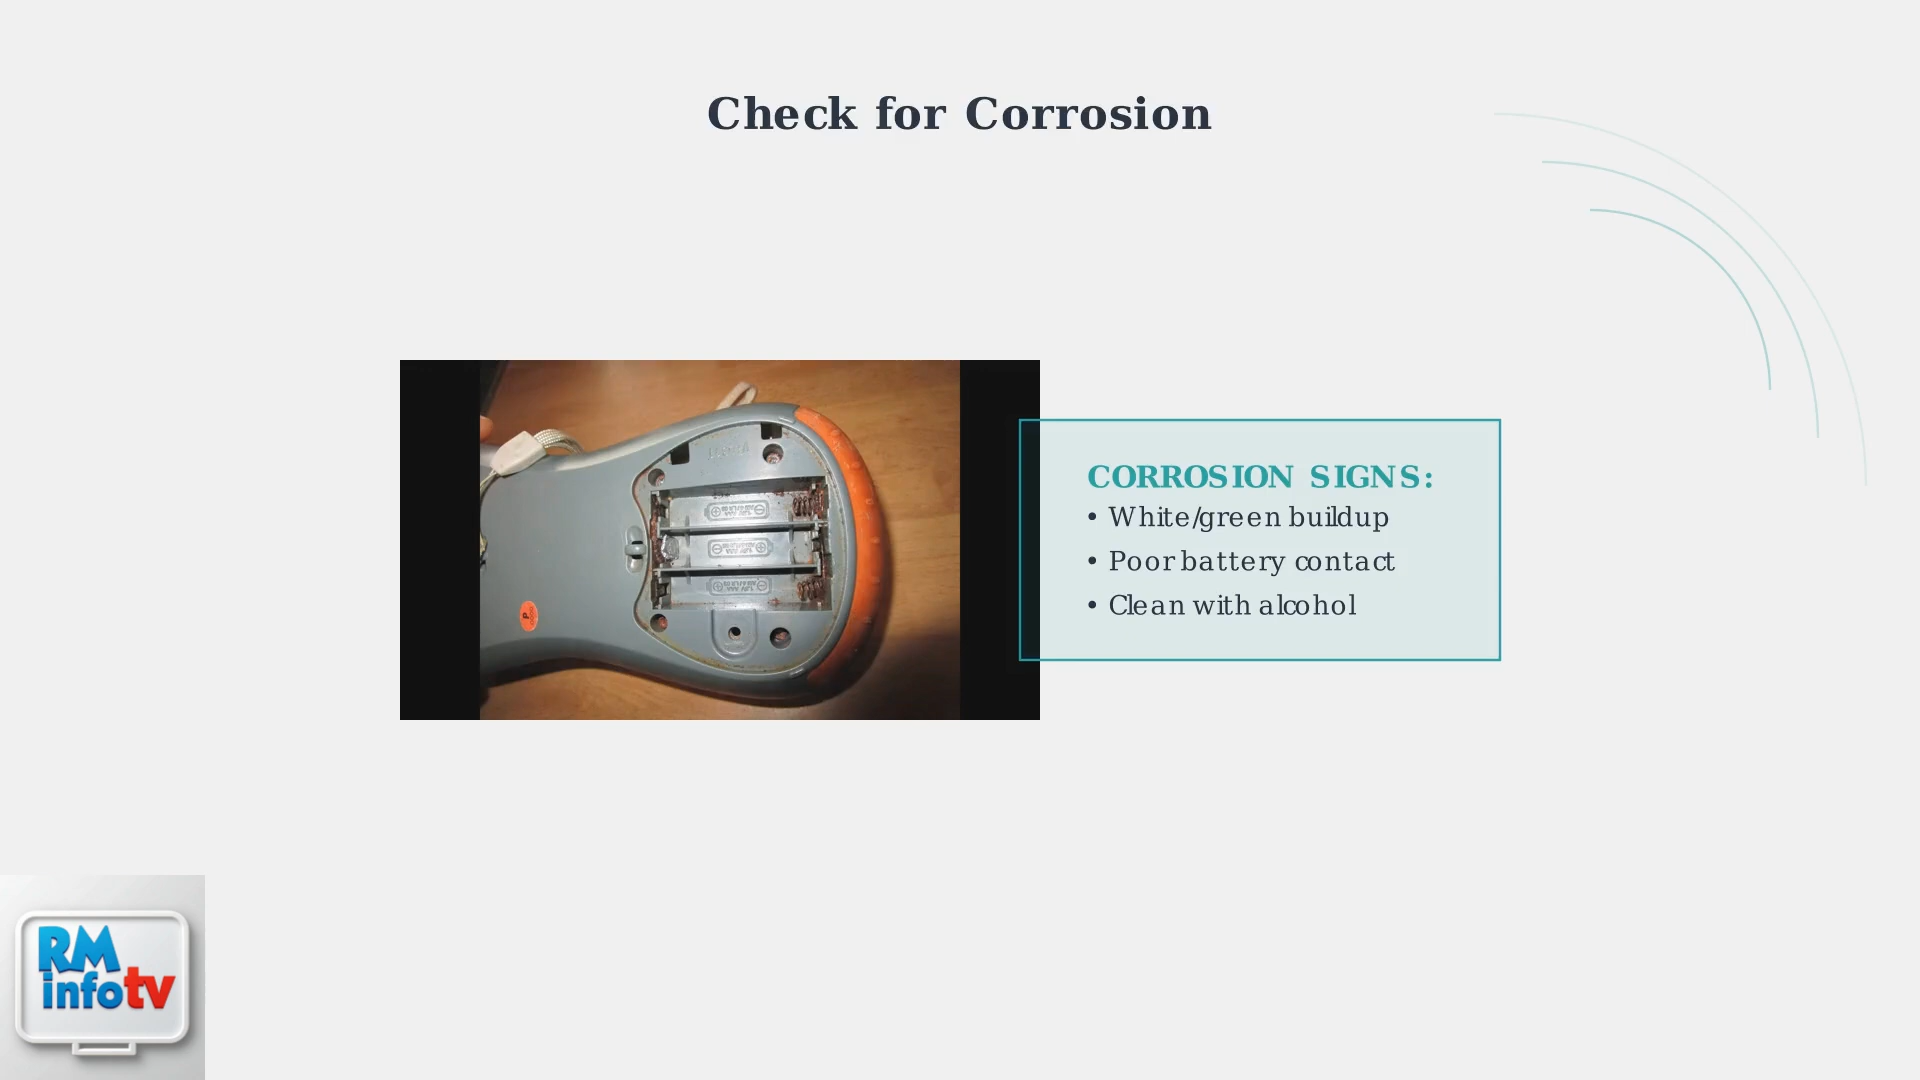 Check for Corrosion
CORROSION SIGNS:
• White/green buildup
• Poor battery contact
• Clean with alcohol
RM
infotv